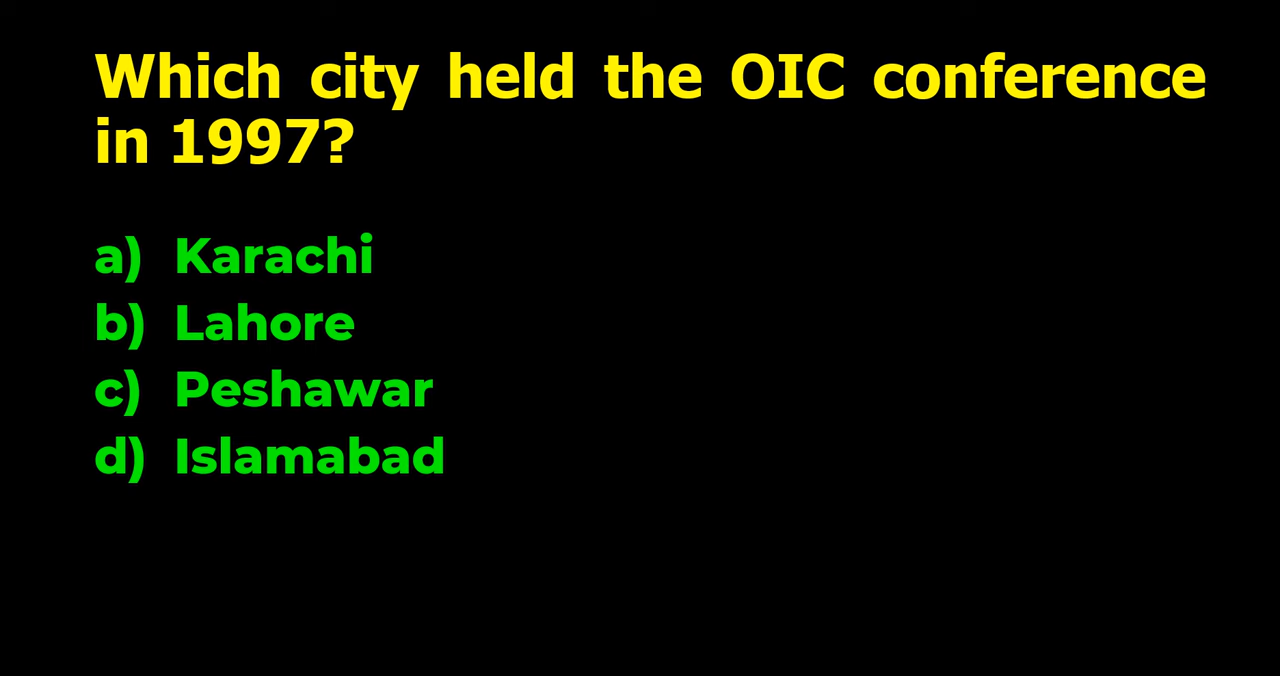 Which city held the OIC conference
in 1997?
a) Karachi
b) Lahore
c) Peshawar
d) Islamabad